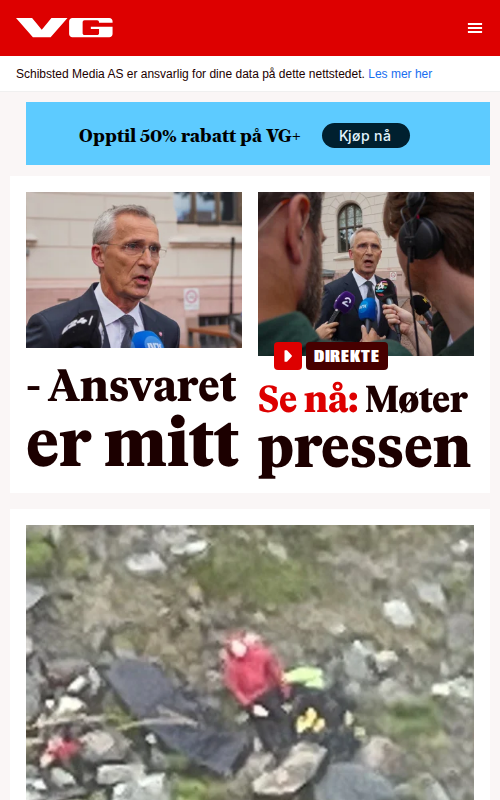 VG
Schibsted Media AS er ansvarlig for dine data på dette nettstedet. Les mer her
Opptil 50% rabatt på VG+
Kjøp nå
- Ansvaret
er mitt
2
DIREKTE
Se nå: Møter
pressen